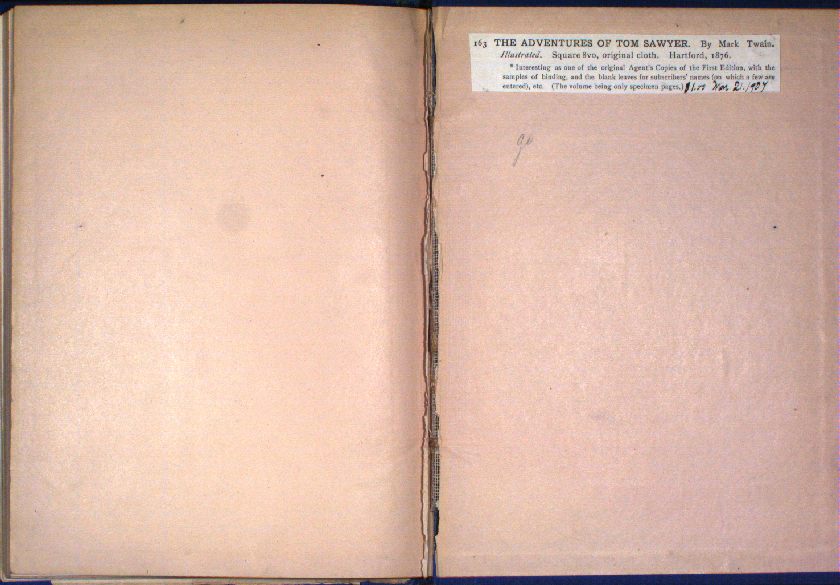 163 THE ADVENTURES OF TOM SAWYER. By Mark Twain.
Illustrated. Square 8vo, original cloth. Hartford, 1876.
* Interesting as one of the original Agent's Copies of the First Edition, with the
samples of binding, and the blank leaves for subscribers' names (on which a few are
entered), etc. (The volume being only specimen pages.) $1.00 Mar 21. 1907